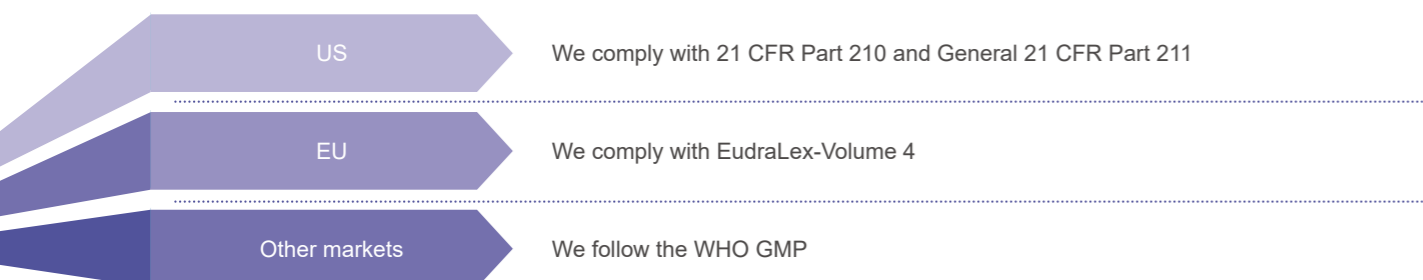 US
We comply with 21 CFR Part 210 and General 21 CFR Part 211
EU
We comply with EudraLex-Volume 4
Other markets
We follow the WHO GMP